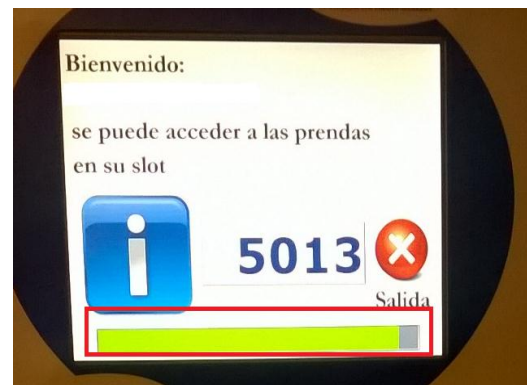 Bienvenido:
se puede acceder a las prendas
en su slot
5013
Salida